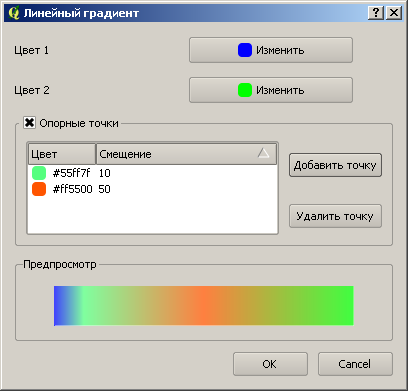 Линейный градиент
Цвет 1 Изменить
Цвет 2 Изменить
Опорные точки
Цвет Смещение
#55ff7f 10
#ff5500 50
Добавить точку
Удалить точку
Предпросмотр
OK Cancel